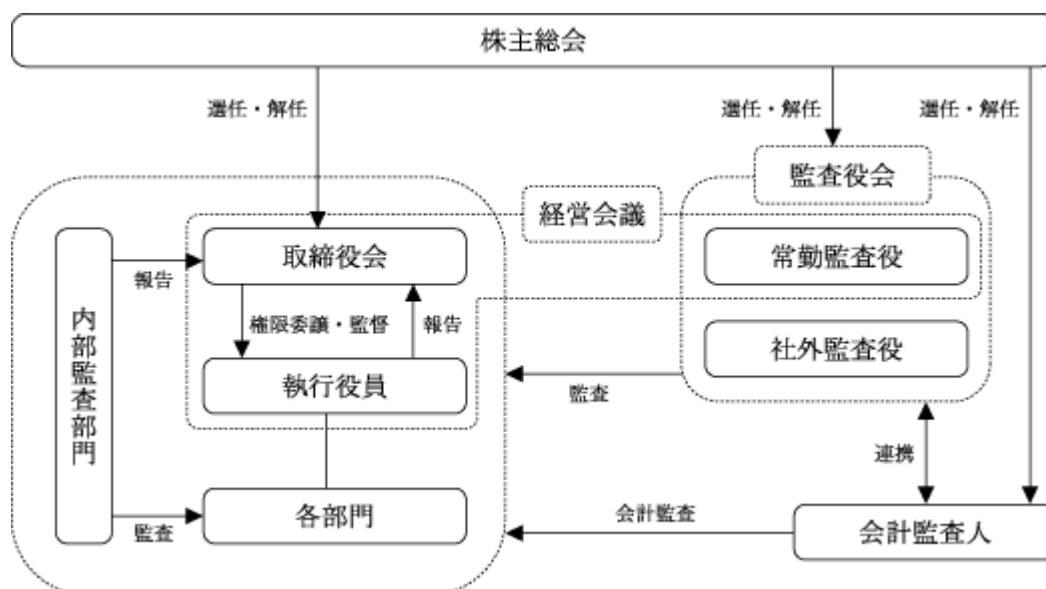 株主総会
選任・解任
選任・解任
選任・解任
監査役会
経営会議
取締役会
常勤監査役
報告
内部監査部門
権限委譲・監督
報告
社外監査役
執行役員
監査
連携
各部門
会計監査
会計監査人
監査